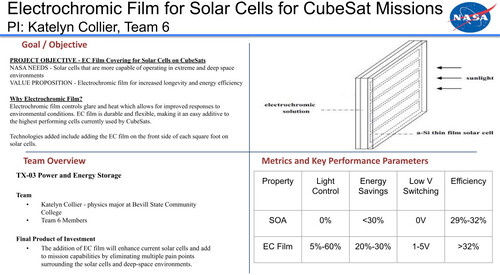 Electrochromic Film for Solar Cells for CubeSat Missions
PI: Katelyn Collier, Team 6
NASA
Goal / Objective
PROJECT OBJECTIVE - EC Film Covering for Solar Cells on CubeSats
NASA NEEDS - Solar cells that are more capable of operating in extreme and deep space
environments
VALUE PROPOSITION - Electrochromic film for increased longevity and energy efficiency
Why Electrochromic Film?
Electrochromic film controls glare and heat which allows for improved responses to
environmental conditions. EC film is durable and flexible, making it an easy additive to
the highest performing cells currently used by CubeSats.
Technologies added include adding the EC film on the front side of each square foot on
solar cells.
sunlight
electrochromic
solution
a-Si thin film solar cell
Team Overview
TX-03 Power and Energy Storage
Team
• Katelyn Collier - physics major at Bevill State Community
College
• Team 6 Members
Final Product of Investment
• The addition of EC film will enhance current solar cells and add
to mission capabilities by eliminating multiple pain points
surrounding the solar cells and deep-space environments.
Metrics and Key Performance Parameters
Property Light Control Energy Savings Low V Switching Efficiency
SOA 0% <30% 0V 29%-32%
EC Film 5%-60% 20%-30% 1-5V >32%